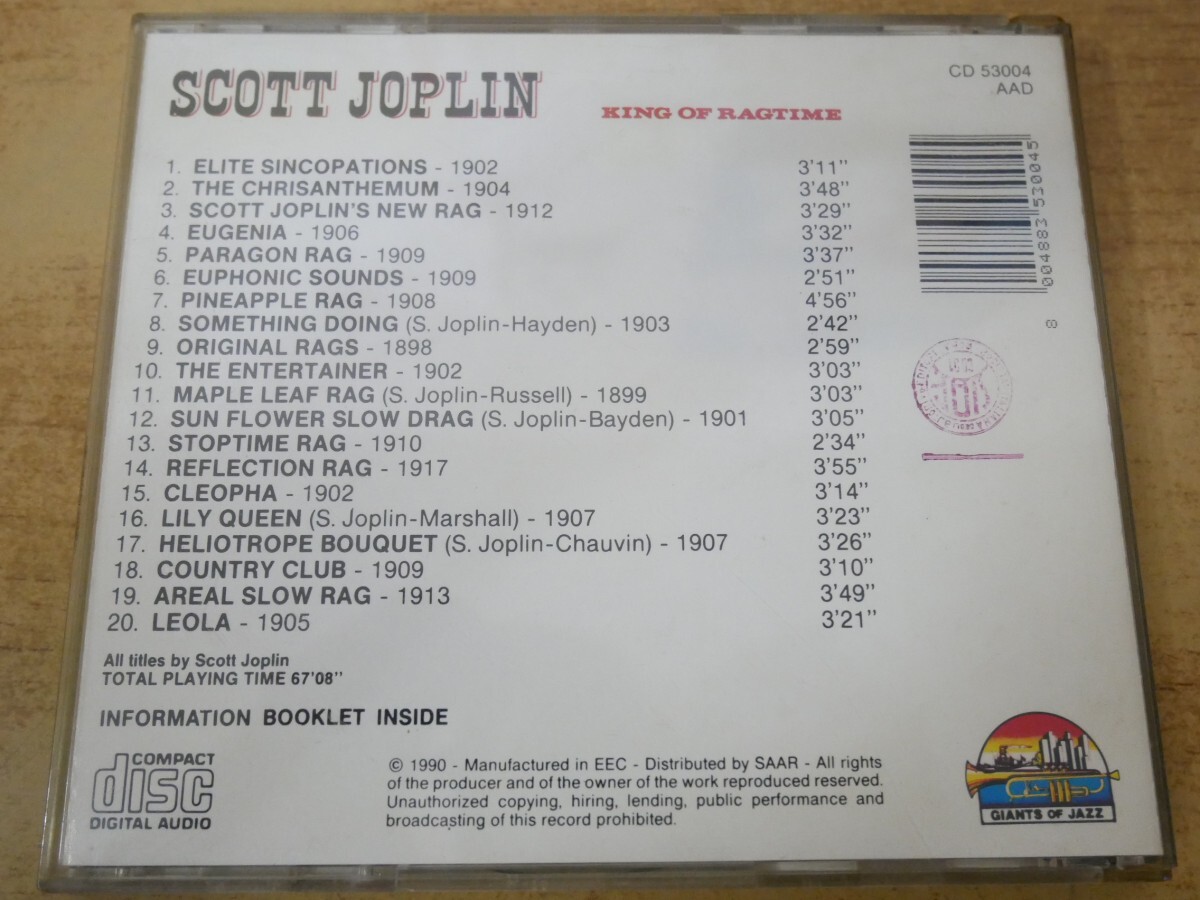 SCOTT JOPLIN
KING OF RAGTIME
CD 53004
AAD
1. ELITE SINCOPATIONS - 1902 3'11"
2. THE CHRISANTHEMUM - 1904 3'48"
3. SCOTT JOPLIN'S NEW RAG - 1912 3'29"
4. EUGENIA - 1906 3'32"
5. PARAGON RAG - 1909 3'37"
6. EUPHONIC SOUNDS - 1909 2'51"
7. PINEAPPLE RAG - 1908 4'56"
8. SOMETHING DOING (S. Joplin-Hayden) - 1903 2'42"
9. ORIGINAL RAGS - 1898 2'59"
10. THE ENTERTAINER - 1902 3'03"
11. MAPLE LEAF RAG (S. Joplin-Russell) - 1899 3'03"
12. SUN FLOWER SLOW DRAG (S. Joplin-Bayden) - 1901 3'05"
13. STOPTIME RAG - 1910 2'34"
14. REFLECTION RAG - 1917 3'55"
15. CLEOPHA - 1902 3'14"
16. LILY QUEEN (S. Joplin-Marshall) - 1907 3'23"
17. HELIOTROPE BOUQUET (S. Joplin-Chauvin) - 1907 3'26"
18. COUNTRY CLUB - 1909 3'10"
19. AREAL SLOW RAG - 1913 3'49"
20. LEOLA - 1905 3'21"
004883 530045
8
All titles by Scott Joplin
TOTAL PLAYING TIME 67'08"
INFORMATION BOOKLET INSIDE
COMPACT
disc
DIGITAL AUDIO
© 1990 - Manufactured in EEC - Distributed by SAAR - All rights
of the producer and of the owner of the work reproduced reserved.
Unauthorized copying, hiring, lending, public performance and
broadcasting of this record prohibited.
GIANTS OF JAZZ